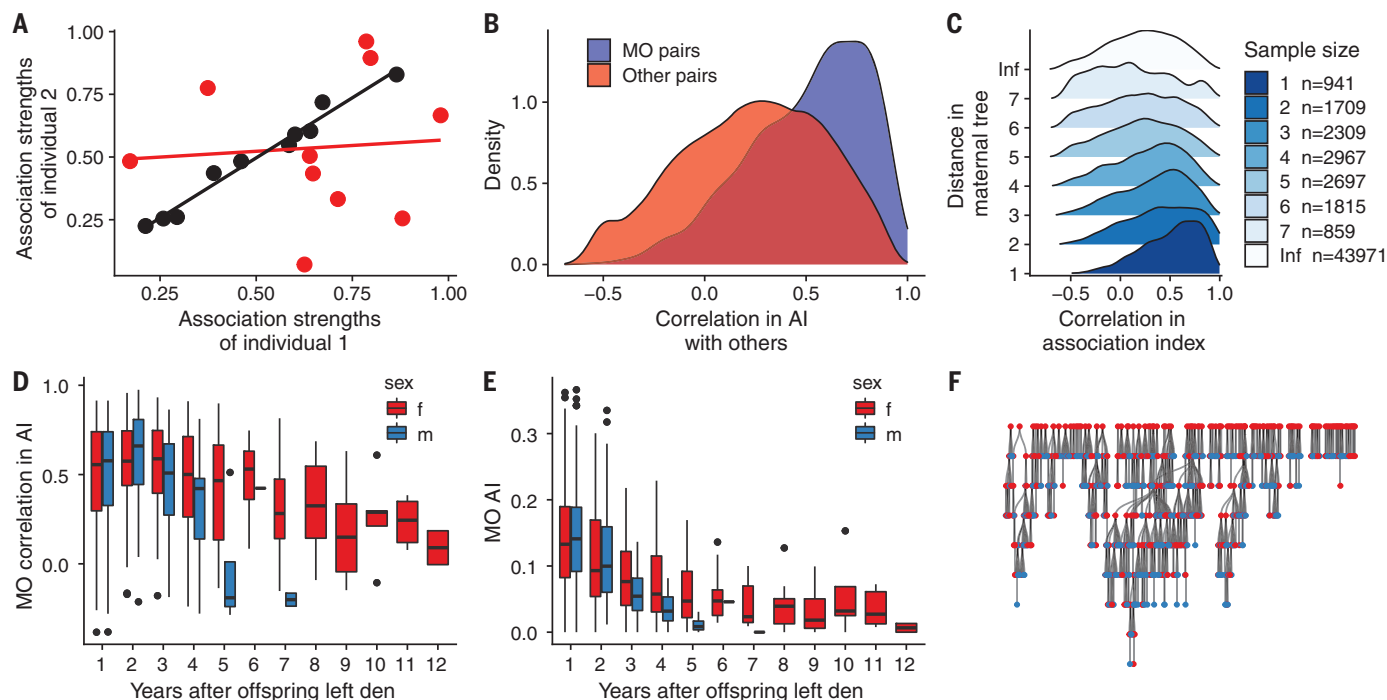 A
1.00
0.75
0.50
0.25
0.25
0.50
0.75
1.00
Association strengths
of individual 2
Association strengths
of individual 1
B
MO pairs
Other pairs
1.0
0.5
0.0
Density
−0.5
0.0
0.5
1.0
Correlation in AI
with others
C
Inf
7
6
5
4
3
2
1
Distance in
maternal tree
−0.5
0.0
0.5
1.0
Correlation in
association index
Sample size
1 n=941
2 n=1709
3 n=2309
4 n=2967
5 n=2697
6 n=1815
7 n=859
Inf n=43971
D
sex
f
m
1.0
0.5
0.0
MO correlation in AI
1 2 3 4 5 6 7 8 9 10 11 12
Years after offspring left den
E
sex
f
m
0.3
0.2
0.1
0.0
MO AI
1 2 3 4 5 6 7 8 9 10 11 12
Years after offspring left den
F